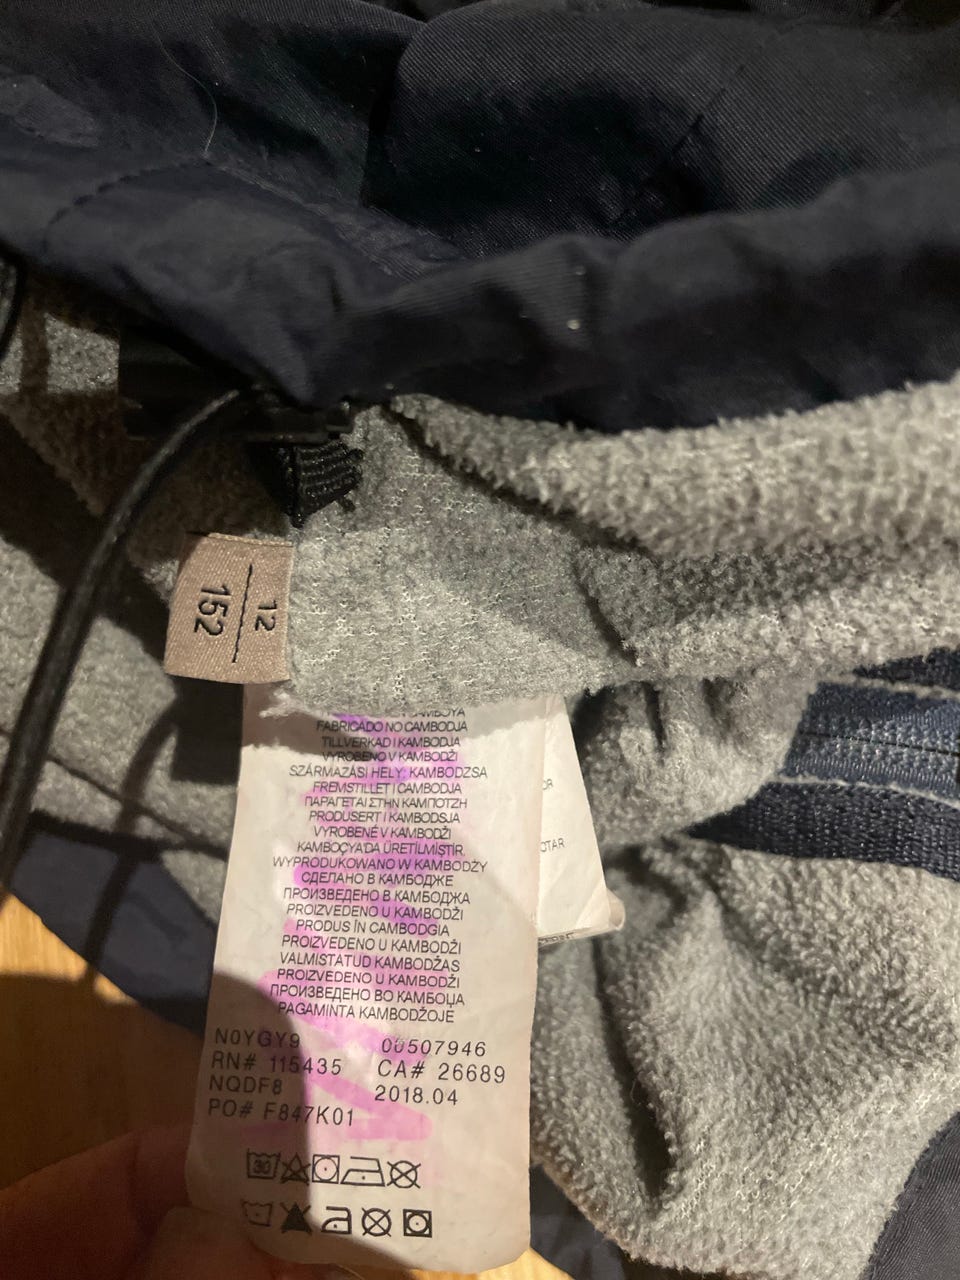 12
152
FABRICADO NO CAMBODJA
TILLVERKAD I KAMBODJA
VYROBENO V KAMBODŽI
SZÁRMAZÁSI HELY: KAMBODZSA
FREMSTILLET I CAMBODJA
ΠΑΡΑΓΕΤΑΙ ΣΤΗΝ ΚΑΜΠΟΤΖΗ
PRODUSERT I KAMBODSJA
VYROBENÉ V KAMBODŽI
KAMBOÇYA'DA ÜRETİLMİSTİR.
WYPRODUKOWANO W KAMBODŻY
СДЕЛАНО В КАМБОДЖЕ
ПРОИЗВЕДЕНО В КАМБОДЖА
PROIZVEDENO U KAMBODŽI
PRODUS ÎN CAMBODGIA
PROIZVEDENO U KAMBODŽI
VALMISTATUD KAMBODŽAS
PROIZVEDENO U KAMBODŽI
ПРОИЗВЕДЕНО ВО КАМБОЏА
PAGAMINTA KAMBODŽOJE
N0YGY9 00507946
RN# 115435 CA# 26689
NQDF8 2018.04
PO# F847K01
30